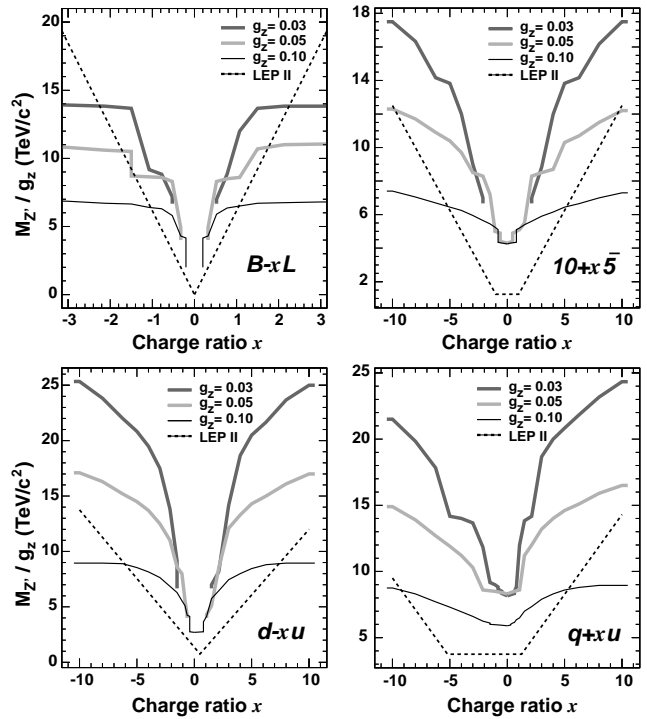 20
15
10
5
0
M_Z' / g_z (TeV/c²)
g_z= 0.03
g_z= 0.05
g_z= 0.10
LEP II
B-xL
-3 -2 -1 0 1 2 3
Charge ratio x
18
14
10
6
2
g_z= 0.03
g_z= 0.05
g_z= 0.10
LEP II
10+x5̄
-10 -5 0 5 10
Charge ratio x
25
20
15
10
5
0
M_Z' / g_z (TeV/c²)
g_z= 0.03
g_z= 0.05
g_z= 0.10
LEP II
d-xu
-10 -5 0 5 10
Charge ratio x
25
20
15
10
5
g_z= 0.03
g_z= 0.05
g_z= 0.10
LEP II
q+xu
-10 -5 0 5 10
Charge ratio x